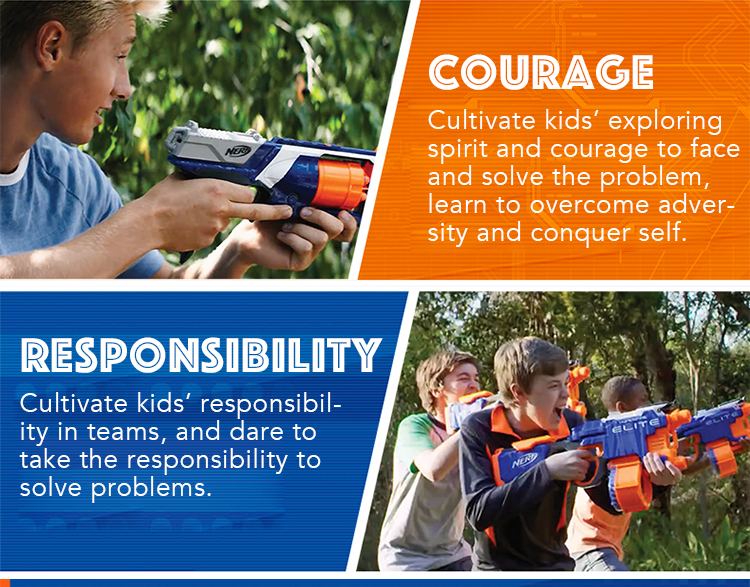 COURAGE
Cultivate kids’ exploring
spirit and courage to face
and solve the problem,
learn to overcome adver-
sity and conquer self.
NERF
RESPONSIBILITY
Cultivate kids’ responsibil-
ity in teams, and dare to
take the responsibility to
solve problems.
NERF
ELITE
ELITE